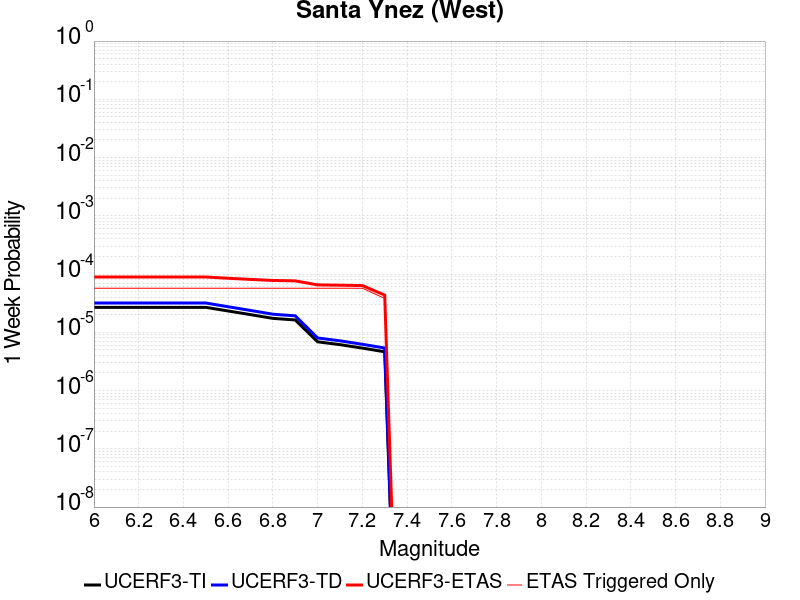 Santa Ynez (West)
10^0
10^-1
10^-2
10^-3
10^-4
10^-5
10^-6
10^-7
10^-8
1 Week Probability
6 6.2 6.4 6.6 6.8 7 7.2 7.4 7.6 7.8 8 8.2 8.4 8.6 8.8 9
Magnitude
UCERF3-TI UCERF3-TD UCERF3-ETAS ETAS Triggered Only